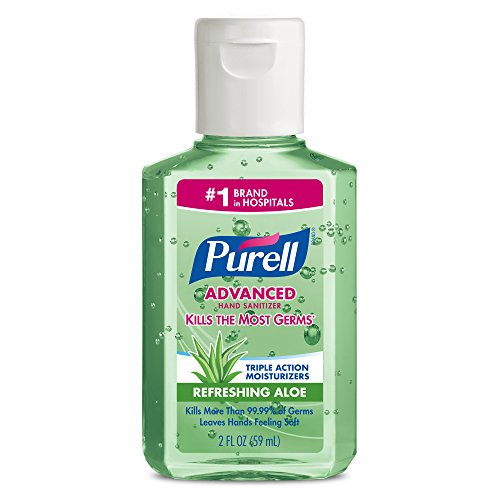 #1 BRAND
in HOSPITALS
Purell
ADVANCED
HAND SANITIZER
KILLS THE MOST GERMS™
TRIPLE ACTION
MOISTURIZERS
REFRESHING ALOE
Kills More Than 99.99% of Germs
Leaves Hands Feeling Soft
2 FL OZ (59 mL)